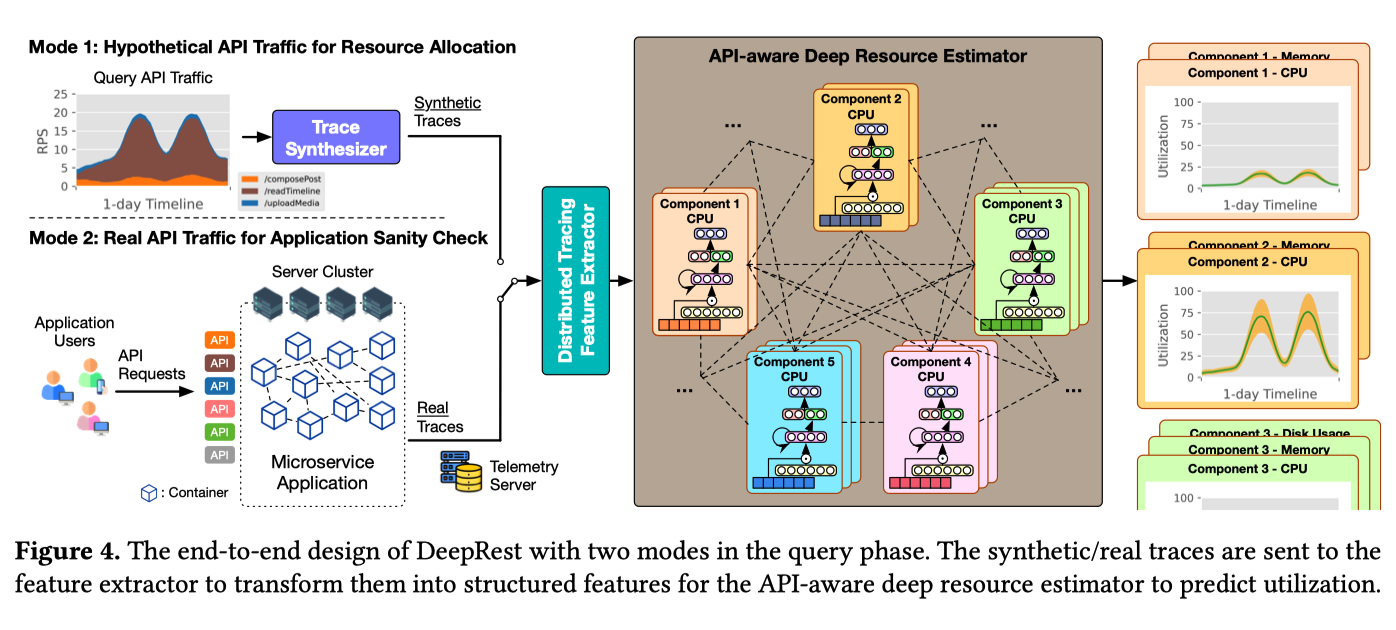 Mode 1: Hypothetical API Traffic for Resource Allocation
Query API Traffic
25
20
15
10
5
0
RPS
1-day Timeline
/composePost
/readTimeline
/uploadMedia
Trace
Synthesizer
Synthetic
Traces
Mode 2: Real API Traffic for Application Sanity Check
Server Cluster
Application
Users
API
Requests
API
API
API
API
API
API
Microservice
Application
: Container
Real
Traces
Telemetry
Server
Distributed Tracing
Feature Extractor
API-aware Deep Resource Estimator
...
...
Component 2
CPU
Component 1
CPU
Component 3
CPU
...
...
Component 5
CPU
Component 4
CPU
Component 1 - Memory
Component 1 - CPU
100
75
50
25
0
Utilization
1-day Timeline
Component 2 - Memory
Component 2 - CPU
100
75
50
25
0
Utilization
1-day Timeline
Component 3 - Disk Usage
Component 3 - Memory
Component 3 - CPU
100
Figure 4. The end-to-end design of DeepRest with two modes in the query phase. The synthetic/real traces are sent to the
feature extractor to transform them into structured features for the API-aware deep resource estimator to predict utilization.